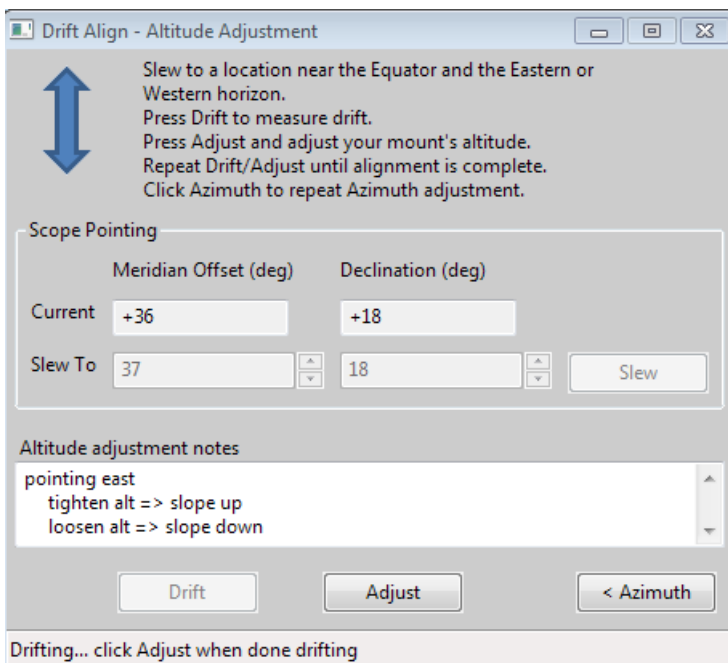 Drift Align - Altitude Adjustment
Slew to a location near the Equator and the Eastern or
Western horizon.
Press Drift to measure drift.
Press Adjust and adjust your mount's altitude.
Repeat Drift/Adjust until alignment is complete.
Click Azimuth to repeat Azimuth adjustment.
Scope Pointing
Meridian Offset (deg) Declination (deg)
Current +36 +18
Slew To 37 18 Slew
Altitude adjustment notes
pointing east
tighten alt => slope up
loosen alt => slope down
Drift Adjust < Azimuth
Drifting... click Adjust when done drifting